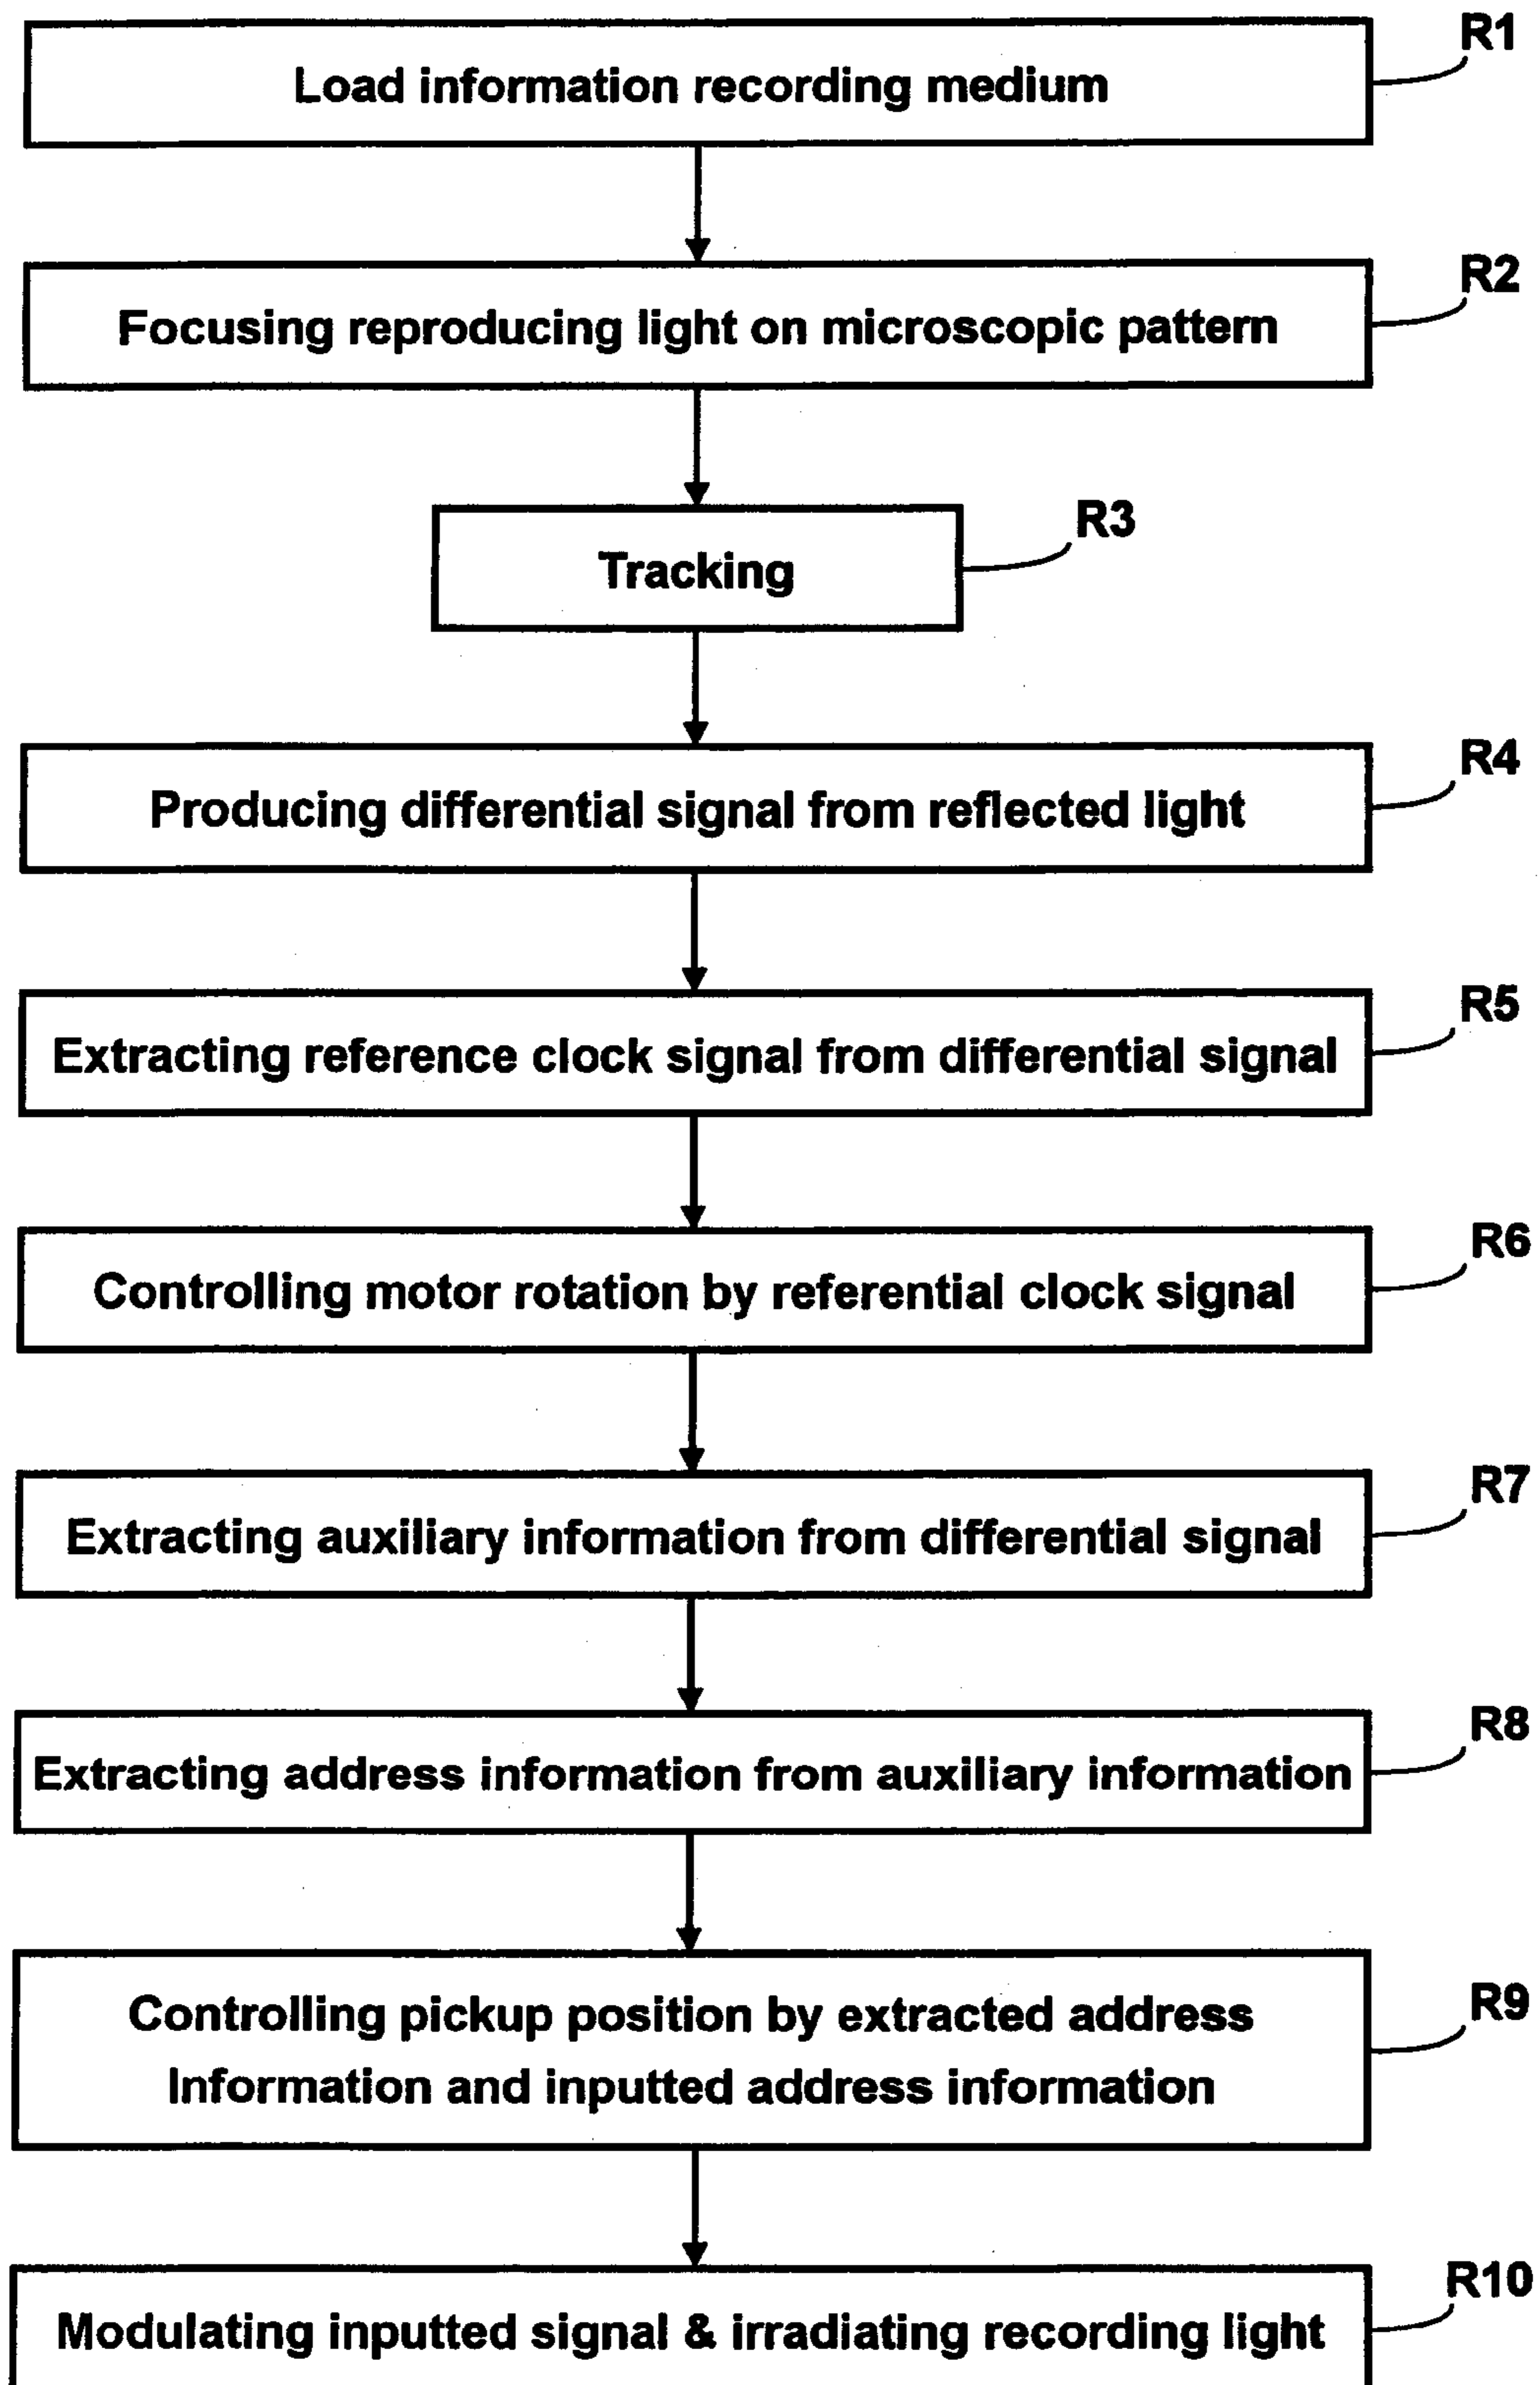 R1
Load information recording medium
R2
Focusing reproducing light on microscopic pattern
R3
Tracking
R4
Producing differential signal from reflected light
R5
Extracting reference clock signal from differential signal
R6
Controlling motor rotation by referential clock signal
R7
Extracting auxiliary information from differential signal
R8
Extracting address information from auxiliary information
R9
Controlling pickup position by extracted address
Information and inputted address information
R10
Modulating inputted signal & irradiating recording light